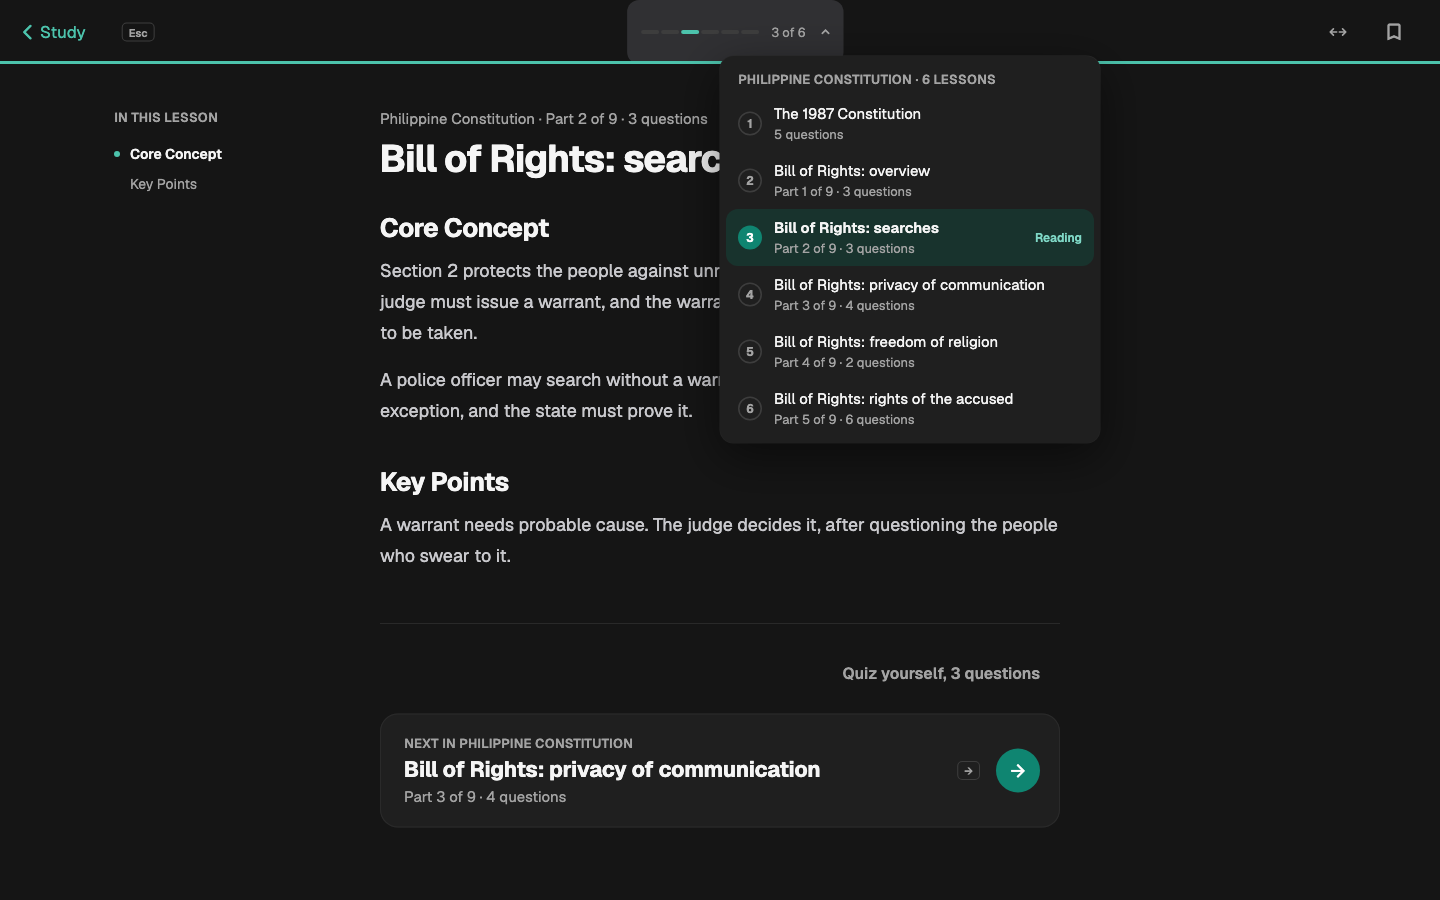 Study
Esc
3 of 6
PHILIPPINE CONSTITUTION · 6 LESSONS
1
The 1987 Constitution
5 questions
2
Bill of Rights: overview
Part 1 of 9 · 3 questions
3
Bill of Rights: searches
Part 2 of 9 · 3 questions
Reading
4
Bill of Rights: privacy of communication
Part 3 of 9 · 4 questions
5
Bill of Rights: freedom of religion
Part 4 of 9 · 2 questions
6
Bill of Rights: rights of the accused
Part 5 of 9 · 6 questions
IN THIS LESSON
Core Concept
Key Points
Philippine Constitution · Part 2 of 9 · 3 questions
Bill of Rights:
Core Concept
Section 2 protects the people against
judge must issue a warrant, and the
to be taken.
A police officer may search without a
exception, and the state must prove it.
Key Points
A warrant needs probable cause. The judge decides it, after questioning the people
who swear to it.
Quiz yourself, 3 questions
NEXT IN PHILIPPINE CONSTITUTION
Bill of Rights: privacy of communication
Part 3 of 9 · 4 questions